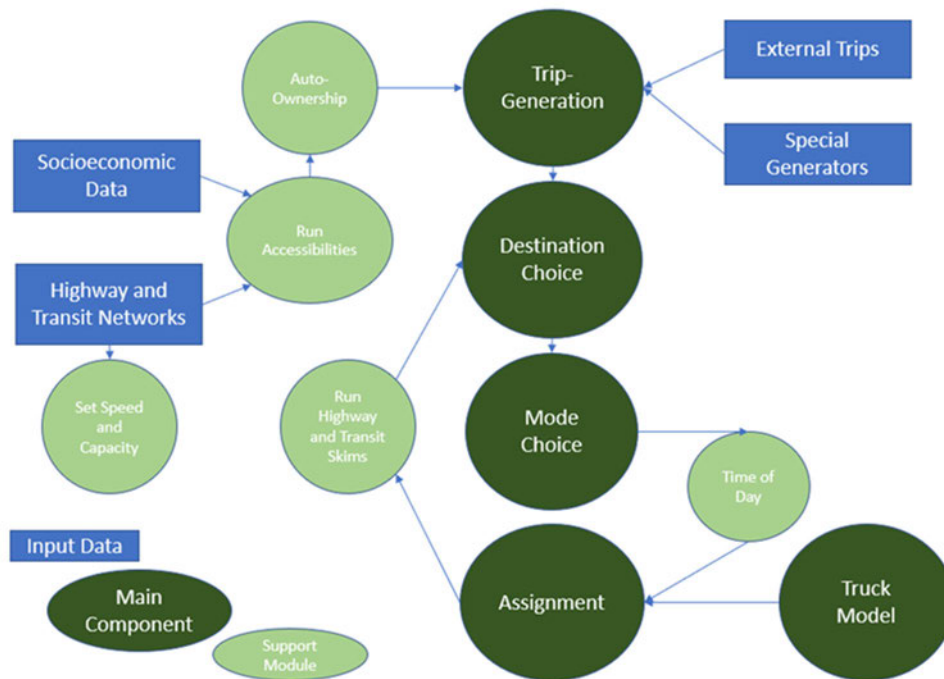 Auto-
Ownership
Trip-
Generation
External Trips
Special
Generators
Socioeconomic
Data
Run
Accessibilities
Destination
Choice
Highway and
Transit Networks
Set Speed
and
Capacity
Run
Highway
and Transit
Skims
Mode
Choice
Time of
Day
Input Data
Main
Component
Support
Module
Assignment
Truck
Model